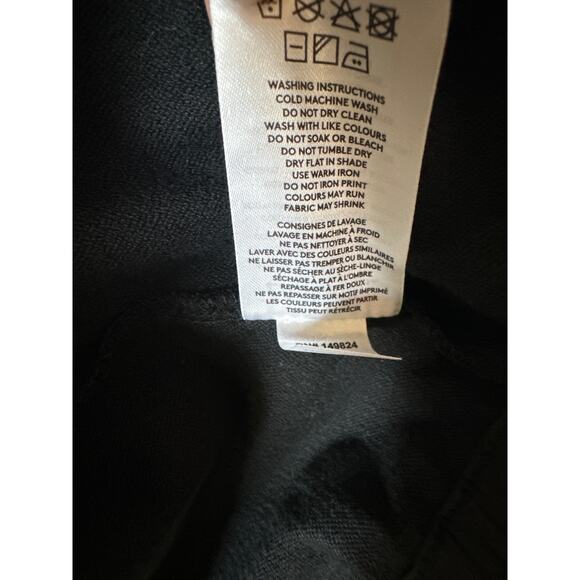 WASHING INSTRUCTIONS
COLD MACHINE WASH
DO NOT DRY CLEAN
WASH WITH LIKE COLOURS
DO NOT SOAK OR BLEACH
DO NOT TUMBLE DRY
DRY FLAT IN SHADE
USE WARM IRON
DO NOT IRON PRINT
COLOURS MAY RUN
FABRIC MAY SHRINK
CONSIGNES DE LAVAGE
LAVAGE EN MACHINE À FROID
NE PAS NETTOYER À SEC
LAVER AVEC DES COULEURS SIMILAIRES
NE LAISSER PAS TREMPER OU BLANCHIR
NE PAS SÉCHER AU SÈCHE-LINGE
SÉCHAGE À PLAT À L'OMBRE
REPASSAGE À FER DOUX
NE PAS REPASSER SUR MOTIF IMPRIMÉ
LES COULEURS PEUVENT PARTIR
TISSU PEUT RÉTRÉCIR
149824